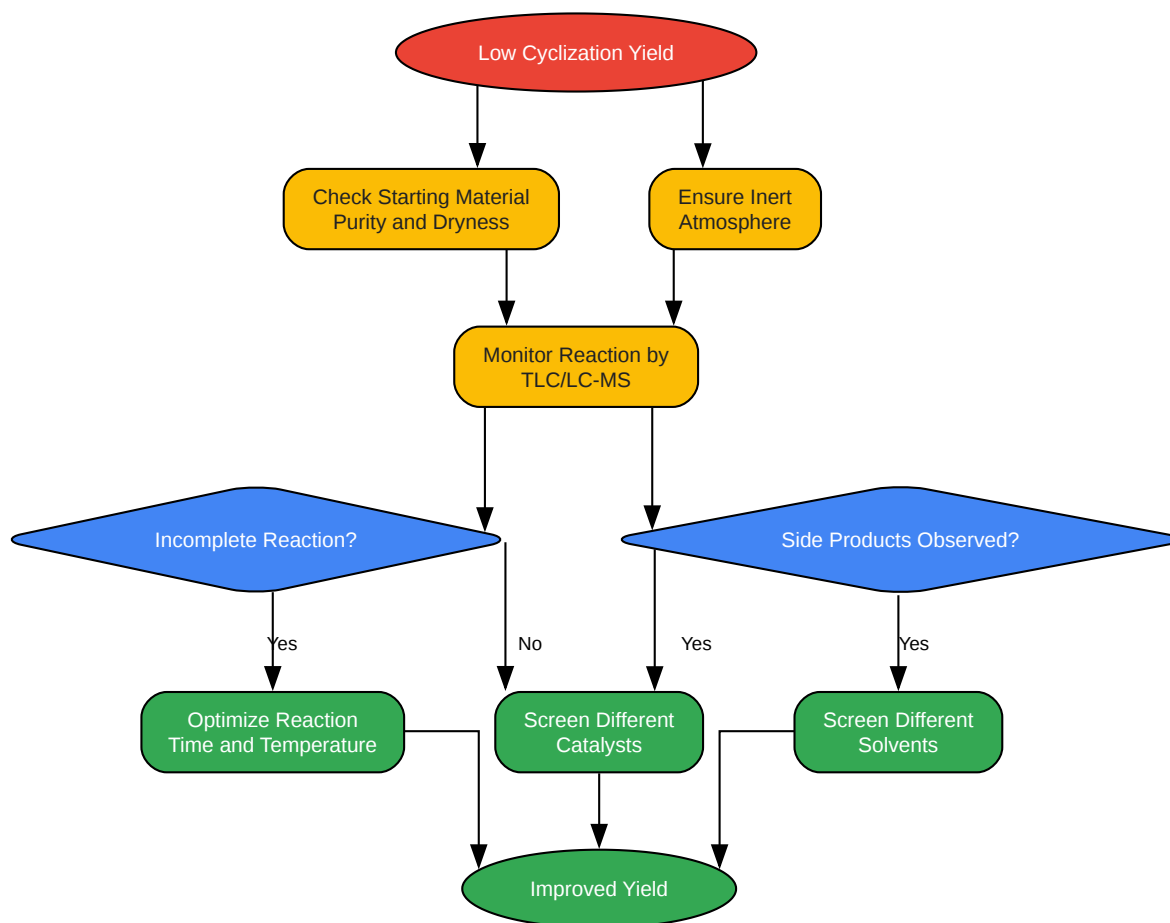 Low Cyclization Yield
Check Starting Material
Purity and Dryness
Ensure Inert
Atmosphere
Monitor Reaction by
TLC/LC-MS
Incomplete Reaction?
Side Products Observed?
Yes
No
Yes
Yes
Optimize Reaction
Time and Temperature
Screen Different
Catalysts
Screen Different
Solvents
Improved Yield